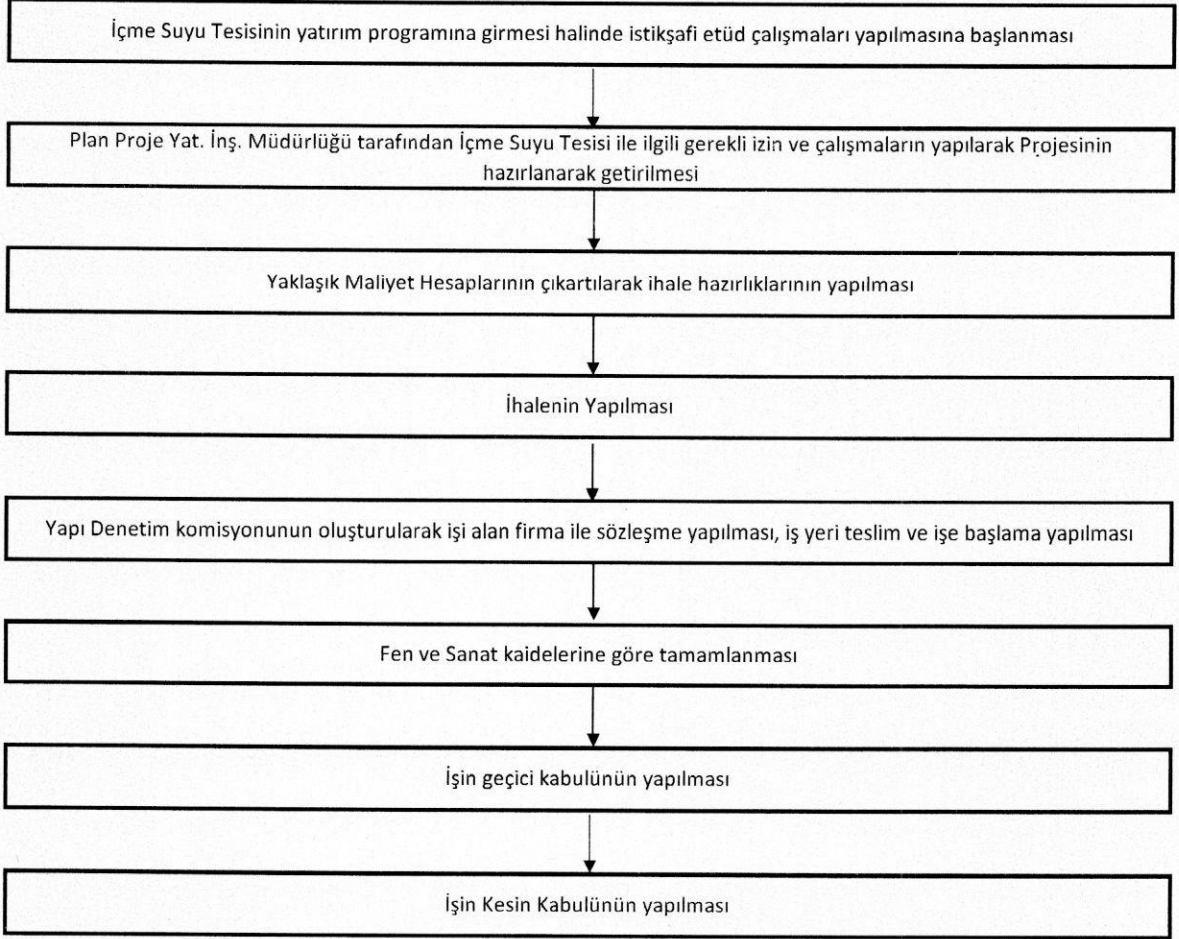 İçme Suyu Tesisinin yatırım programına girmesi halinde istikşafi etüd çalışmaları yapılmasına başlanması
Plan Proje Yat. İnş. Müdürlüğü tarafından İçme Suyu Tesisi ile ilgili gerekli izin ve çalışmaların yapılarak Projesinin
hazırlanarak getirilmesi
Yaklaşık Maliyet Hesaplarının çıkartılarak ihale hazırlıklarının yapılması
İhalenin Yapılması
Yapı Denetim komisyonunun oluşturularak işi alan firma ile sözleşme yapılması, iş yeri teslim ve işe başlama yapılması
Fen ve Sanat kaidelerine göre tamamlanması
İşin geçici kabulünün yapılması
İşin Kesin Kabulünün yapılması